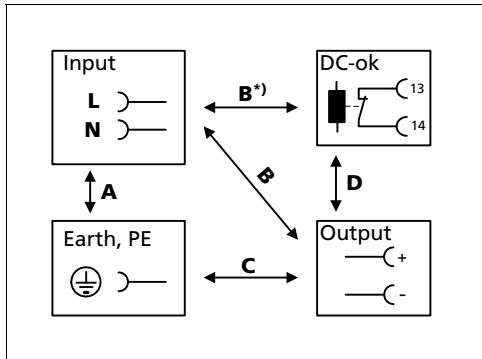 Input
L
N
B*)
DC-ok
13
14
A
B
D
Earth, PE
C
Output
+
-